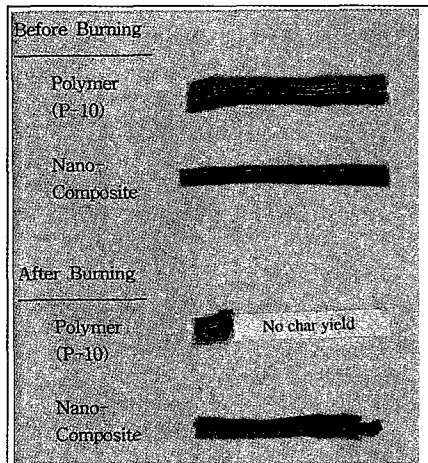 Before Burning
Polymer
(P-10)
Nano-
Composite
After Burning
Polymer
(P-10)
No char yield
Nano-
Composite